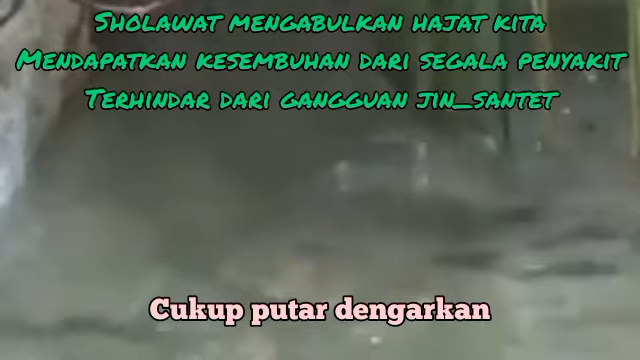 Sholawat mengabulkan hajat kita
Mendapatkan kesembuhan dari segala penyakit
Terhindar dari gangguan jin_santet
Cukup putar dengarkan